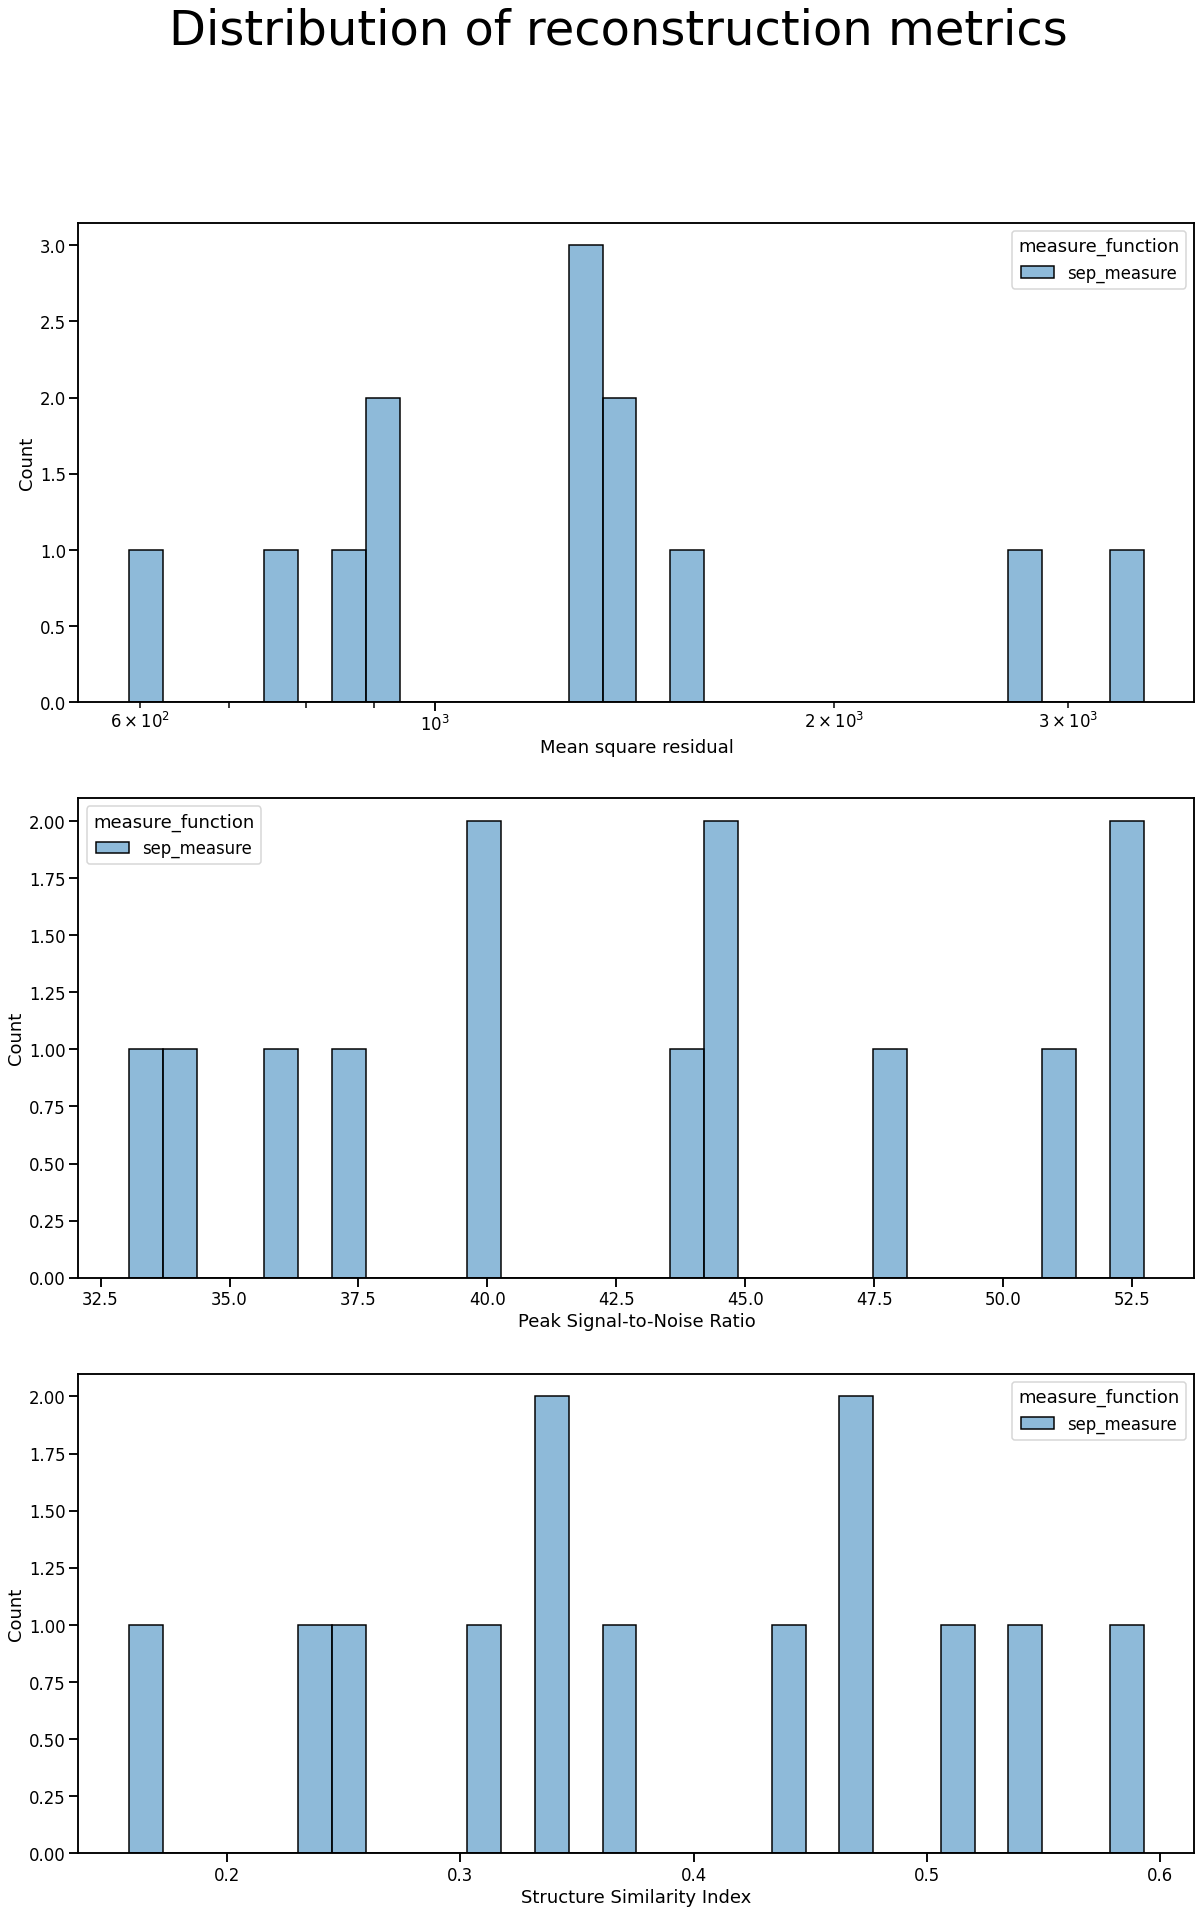 Distribution of reconstruction metrics
measure_function
sep_measure
3.0
2.5
2.0
1.5
1.0
0.5
0.0
Count
6 × 10²
10³
2 × 10³
3 × 10³
Mean square residual
measure_function
sep_measure
2.00
1.75
1.50
1.25
1.00
0.75
0.50
0.25
0.00
Count
32.5 35.0 37.5 40.0 42.5 45.0 47.5 50.0 52.5
Peak Signal-to-Noise Ratio
measure_function
sep_measure
2.00
1.75
1.50
1.25
1.00
0.75
0.50
0.25
0.00
Count
0.2 0.3 0.4 0.5 0.6
Structure Similarity Index